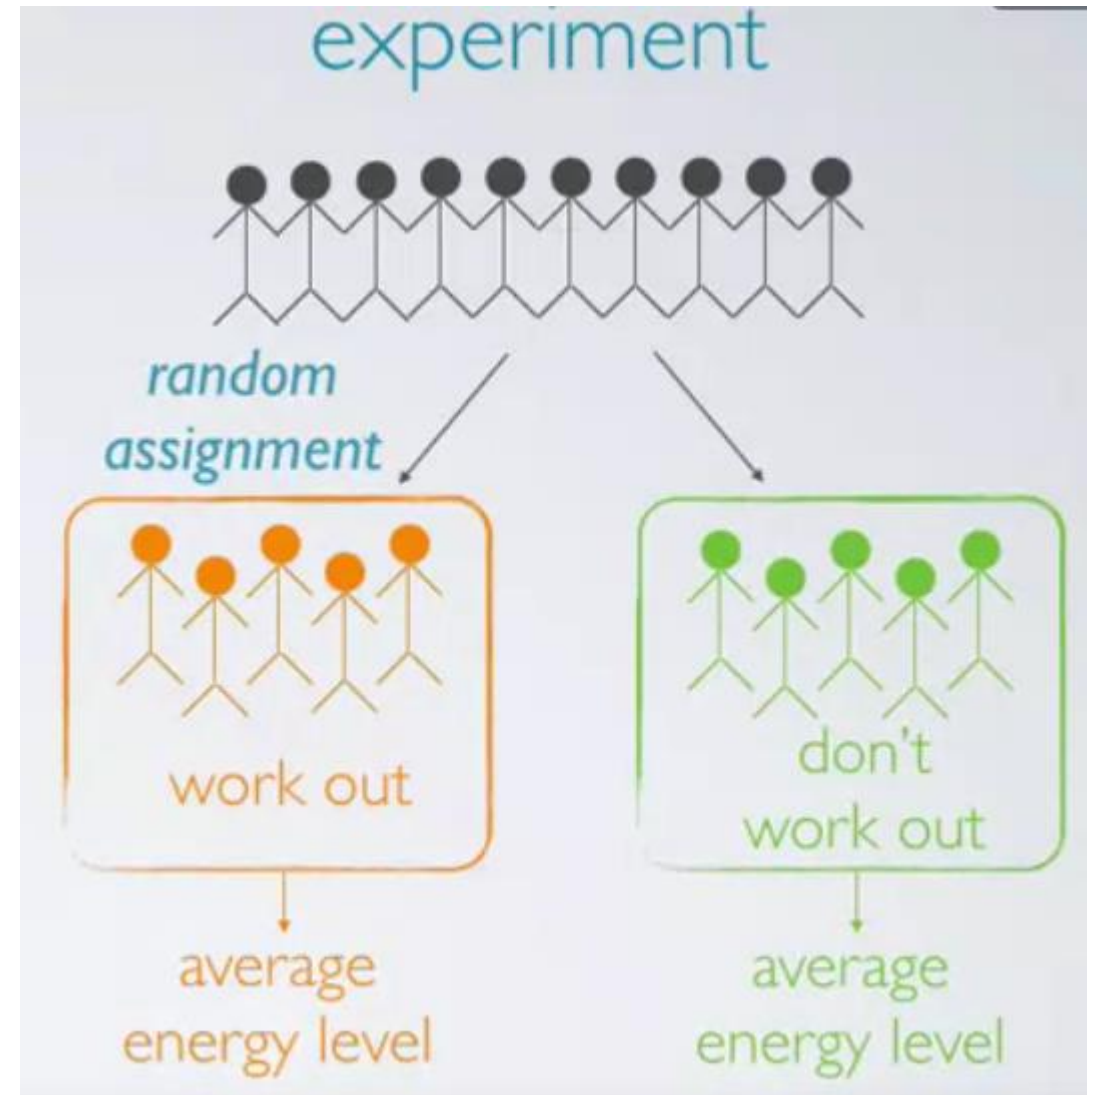 experiment
random
assignment
work out
don't
work out
average
energy level
average
energy level